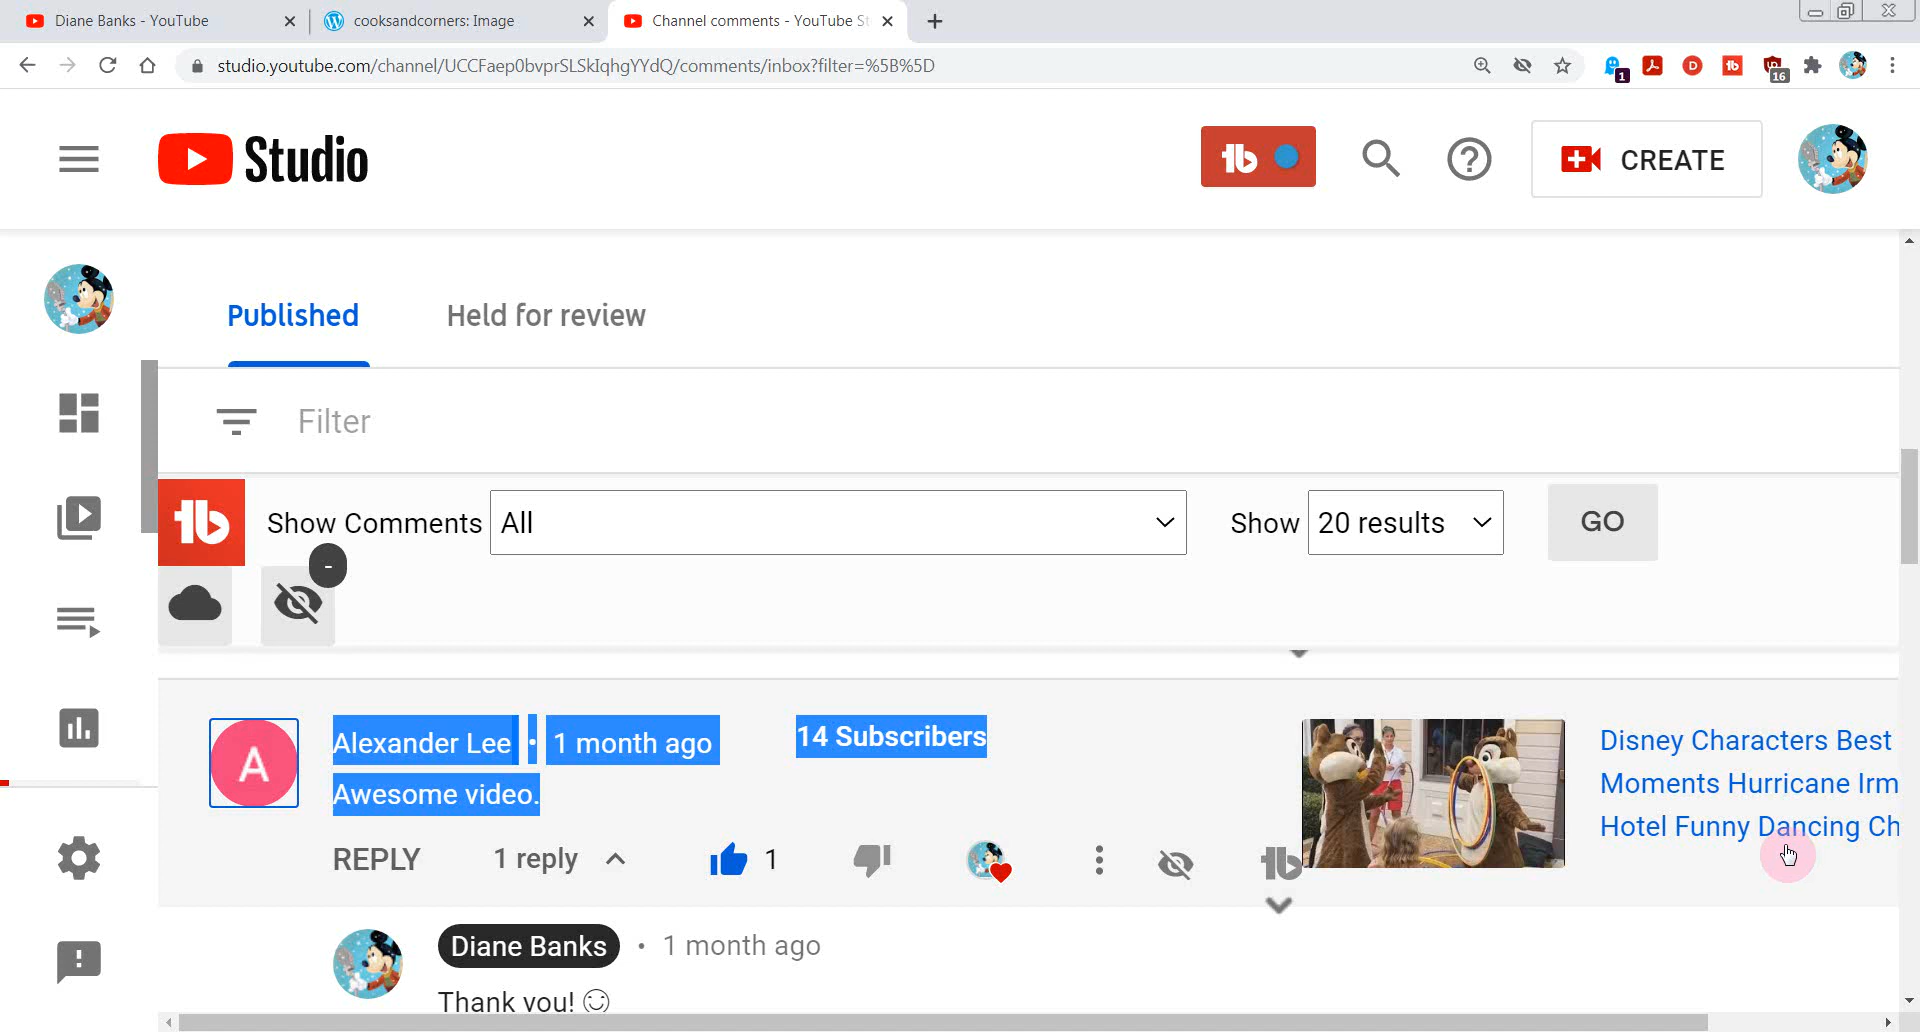 Diane Banks - YouTube
cooksandcorners: Image
Channel comments - YouTube St
studio.youtube.com/channel/UCCFaep0bvprSLSkIqhgYYdQ/comments/inbox?filter=%5B%5D
1
16
Studio
CREATE
Published
Held for review
Filter
Show Comments All
Show 20 results
GO
-
Alexander Lee • 1 month ago 14 Subscribers
Awesome video.
A
REPLY 1 reply 1
Disney Characters Best
Moments Hurricane Irm
Hotel Funny Dancing Ch
Diane Banks • 1 month ago
Thank you! ☺